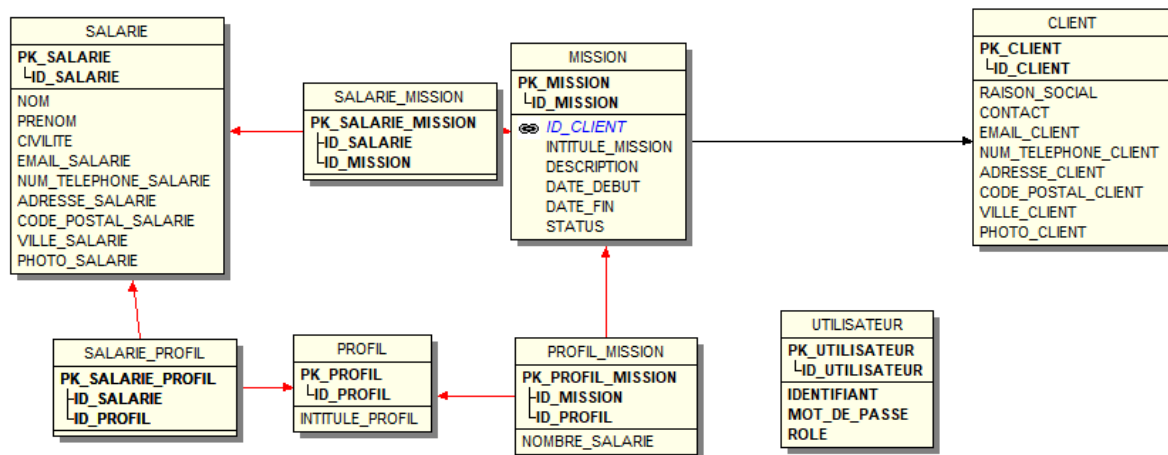 SALARIE
PK_SALARIE
ID_SALARIE
NOM
PRENOM
CIVILITE
EMAIL_SALARIE
NUM_TELEPHONE_SALARIE
ADRESSE_SALARIE
CODE_POSTAL_SALARIE
VILLE_SALARIE
PHOTO_SALARIE
SALARIE_MISSION
PK_SALARIE_MISSION
ID_SALARIE
ID_MISSION
MISSION
PK_MISSION
ID_MISSION
ID_CLIENT
INTITULE_MISSION
DESCRIPTION
DATE_DEBUT
DATE_FIN
STATUS
CLIENT
PK_CLIENT
ID_CLIENT
RAISON_SOCIAL
CONTACT
EMAIL_CLIENT
NUM_TELEPHONE_CLIENT
ADRESSE_CLIENT
CODE_POSTAL_CLIENT
VILLE_CLIENT
PHOTO_CLIENT
SALARIE_PROFIL
PK_SALARIE_PROFIL
ID_SALARIE
ID_PROFIL
PROFIL
PK_PROFIL
ID_PROFIL
INTITULE_PROFIL
PROFIL_MISSION
PK_PROFIL_MISSION
ID_MISSION
ID_PROFIL
NOMBRE_SALARIE
UTILISATEUR
PK_UTILISATEUR
ID_UTILISATEUR
IDENTIFIANT
MOT_DE_PASSE
ROLE